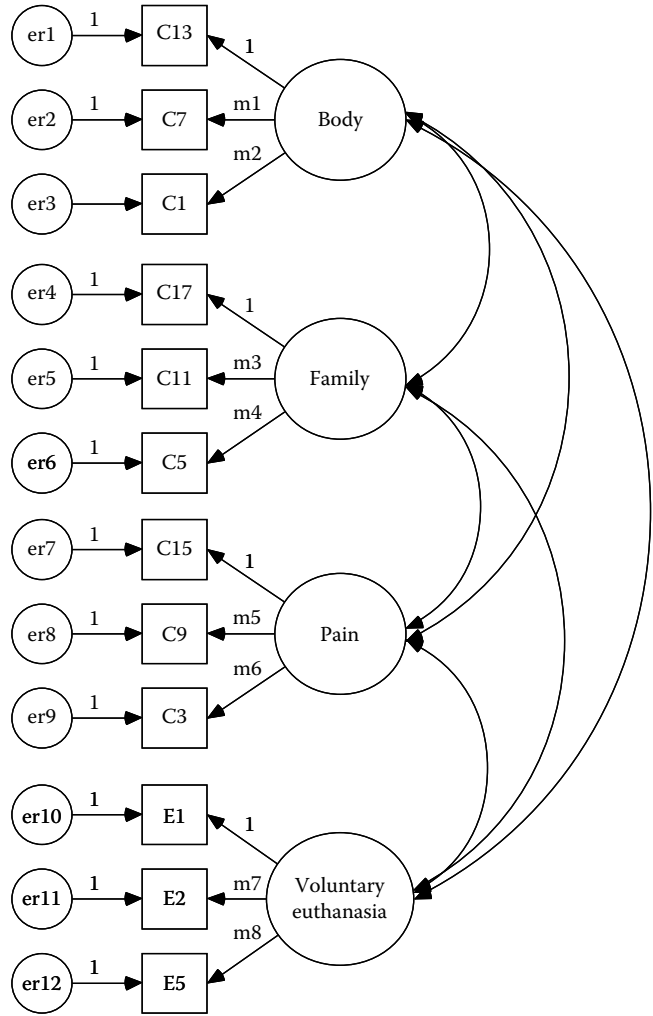 er1 1 C13 1
er2 1 C7 m1 Body
m2
er3 C1
er4 1 C17 1
er5 1 C11 m3 Family
m4
er6 1 C5
er7 1 C15 1
er8 1 C9 m5 Pain
m6
er9 1 C3
er10 1 E1 1
er11 1 E2 m7 Voluntary
euthanasia
m8
er12 1 E5